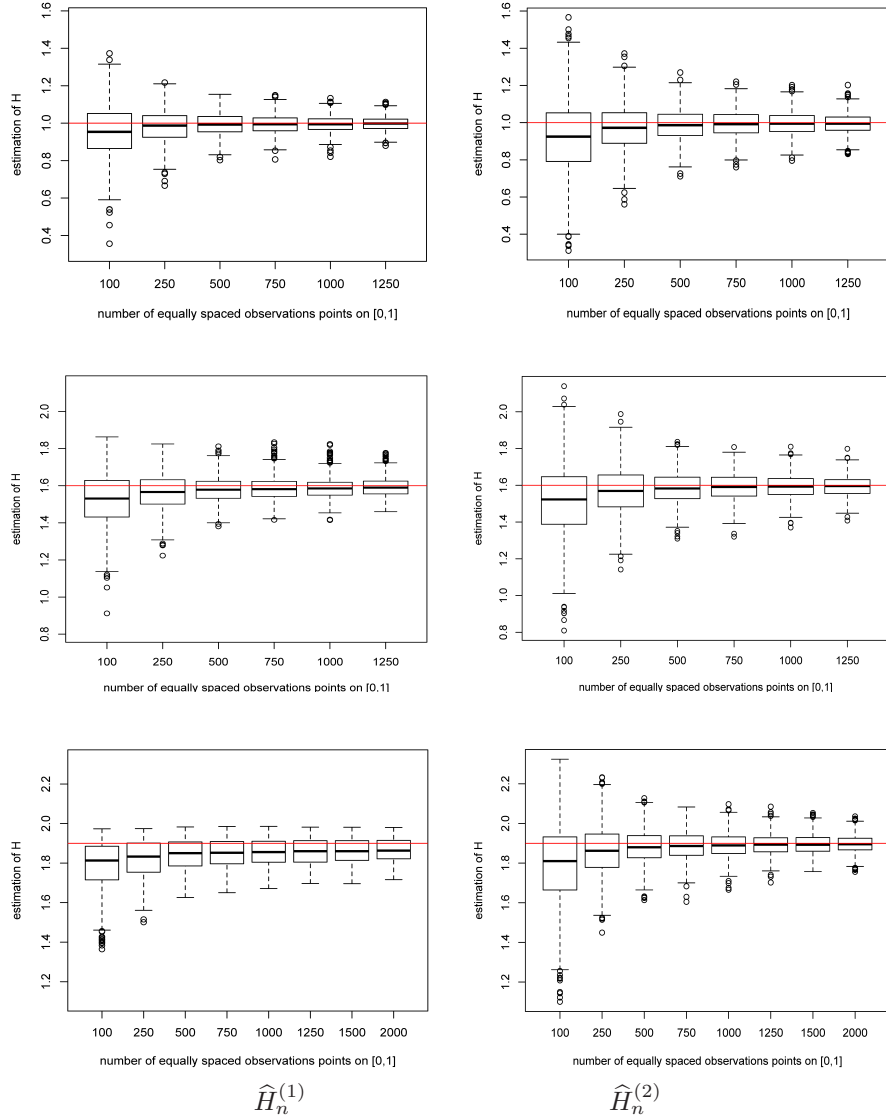 estimation of H
0.4 0.6 0.8 1.0 1.2 1.4 1.6
100 250 500 750 1000 1250
number of equally spaced observations points on [0,1]
estimation of H
0.4 0.6 0.8 1.0 1.2 1.4 1.6
100 250 500 750 1000 1250
number of equally spaced observations points on [0,1]
estimation of H
0.8 1.0 1.2 1.4 1.6 1.8 2.0
100 250 500 750 1000 1250
number of equally spaced observations points on [0,1]
estimation of H
0.8 1.0 1.2 1.4 1.6 1.8 2.0
100 250 500 750 1000 1250
number of equally spaced observations points on [0,1]
estimation of H
1.2 1.4 1.6 1.8 2.0 2.2
100 250 500 750 1000 1250 1500 2000
number of equally spaced observations points on [0,1]
estimation of H
1.2 1.4 1.6 1.8 2.0 2.2
100 250 500 750 1000 1250 1500 2000
number of equally spaced observations points on [0,1]
Ĥₙ⁽¹⁾
Ĥₙ⁽²⁾